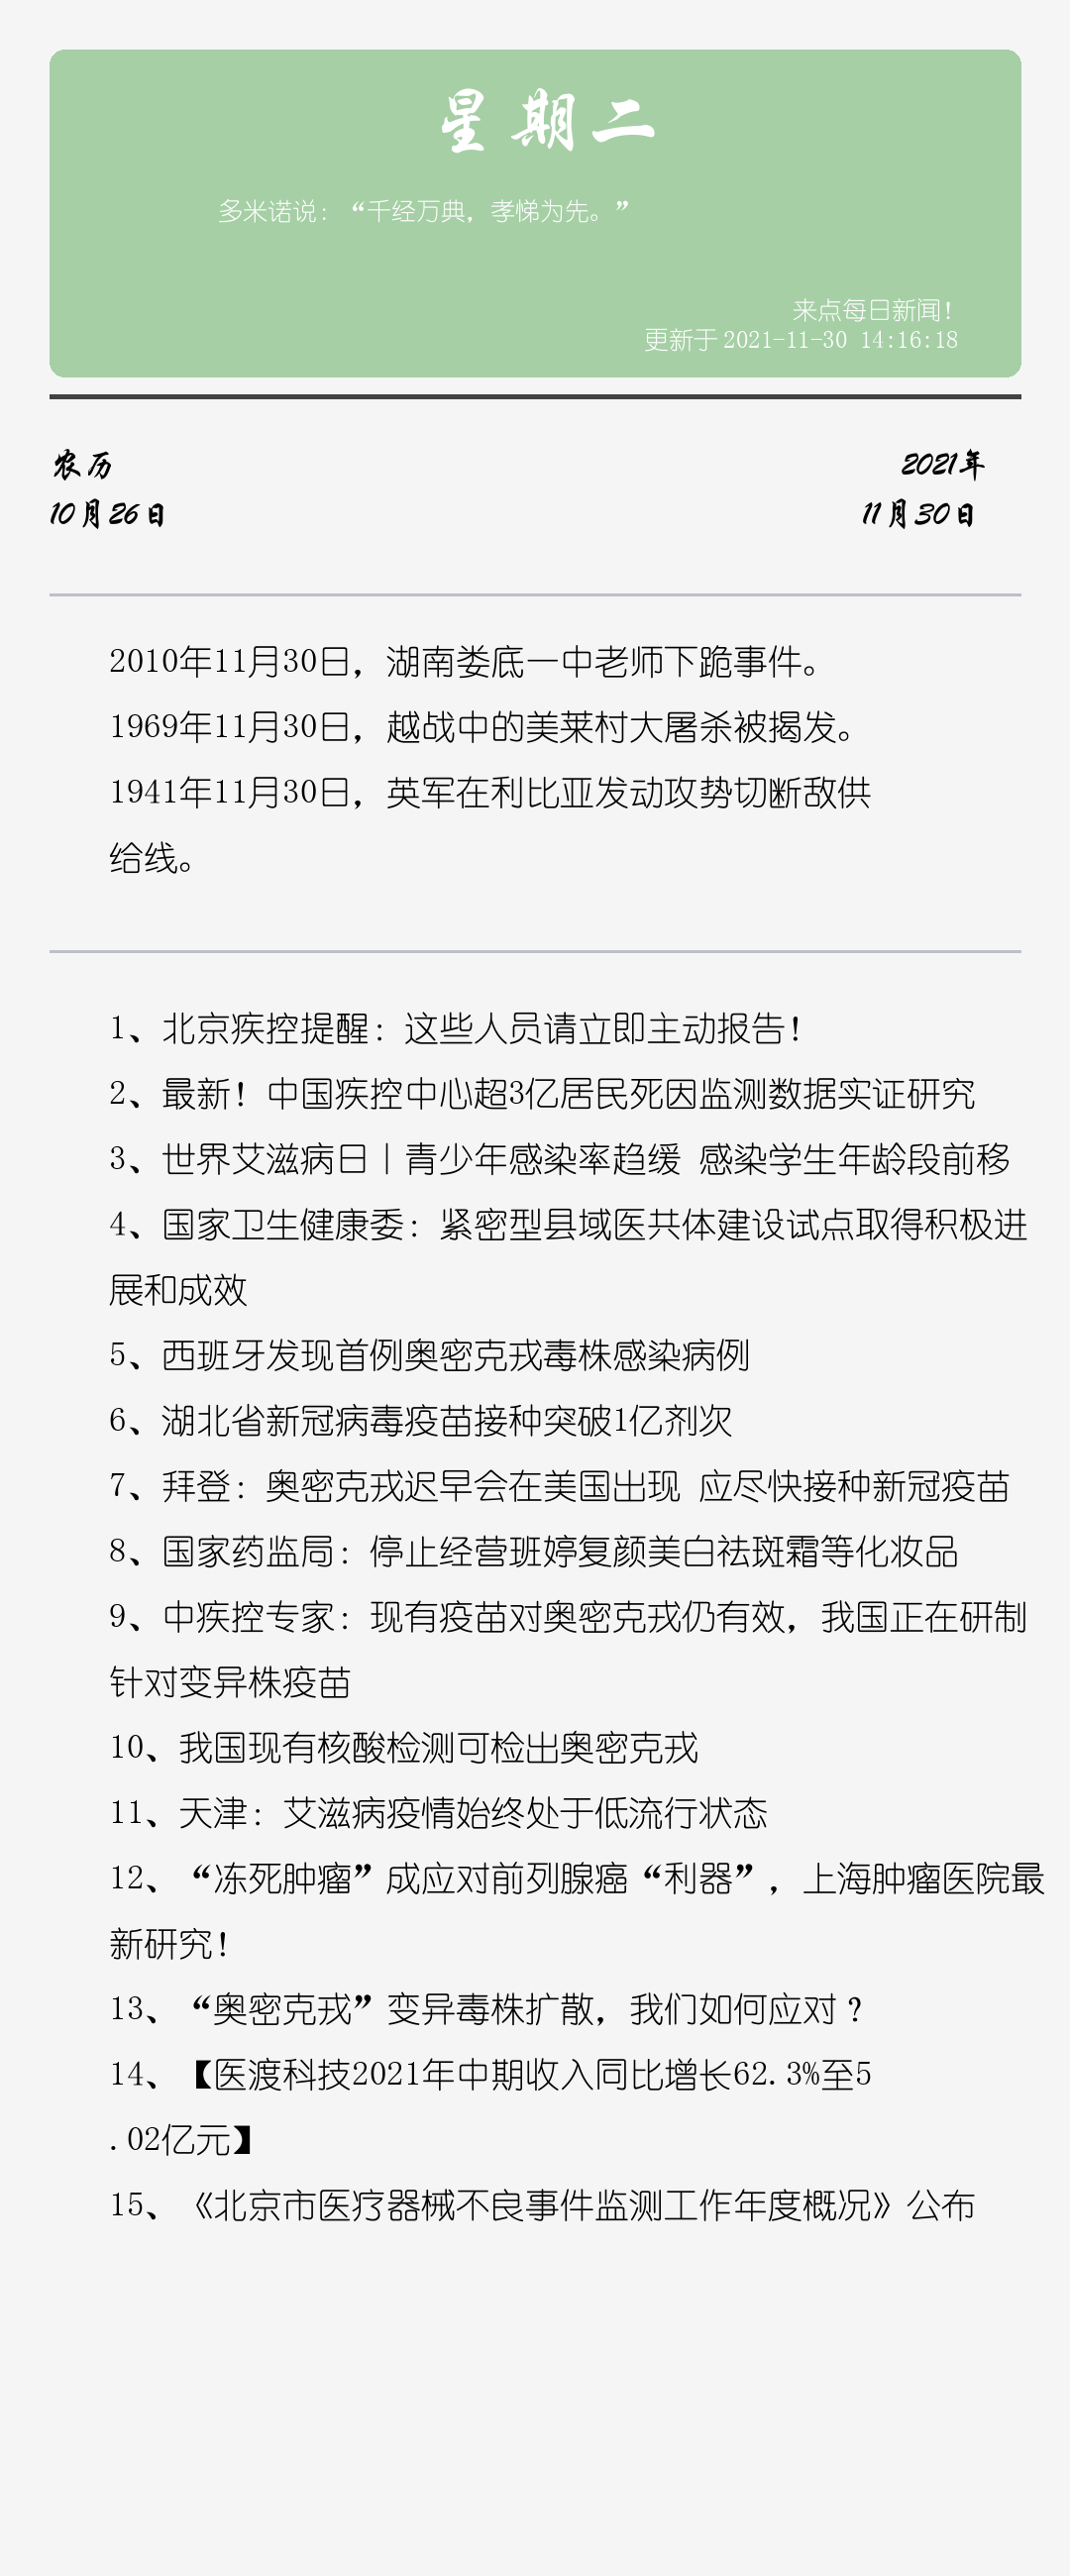 星期二
多米诺说：“千经万典，孝悌为先。”
来点每日新闻！
更新于 2021-11-30 14:16:18
农历
10月26日
2021年
11月30日
2010年11月30日，湖南娄底一中老师下跪事件。
1969年11月30日，越战中的美莱村大屠杀被揭发。
1941年11月30日，英军在利比亚发动攻势切断敌供
给线。
1、北京疾控提醒：这些人员请立即主动报告！
2、最新！中国疾控中心超3亿居民死因监测数据实证研究
3、世界艾滋病日丨青少年感染率趋缓 感染学生年龄段前移
4、国家卫生健康委：紧密型县域医共体建设试点取得积极进
展和成效
5、西班牙发现首例奥密克戎毒株感染病例
6、湖北省新冠病毒疫苗接种突破1亿剂次
7、拜登：奥密克戎迟早会在美国出现 应尽快接种新冠疫苗
8、国家药监局：停止经营班婷复颜美白祛斑霜等化妆品
9、中疾控专家：现有疫苗对奥密克戎仍有效，我国正在研制
针对变异株疫苗
10、我国现有核酸检测可检出奥密克戎
11、天津：艾滋病疫情始终处于低流行状态
12、“冻死肿瘤”成应对前列腺癌“利器”，上海肿瘤医院最
新研究！
13、“奥密克戎”变异毒株扩散，我们如何应对？
14、【医渡科技2021年中期收入同比增长62.3%至5
.02亿元】
15、《北京市医疗器械不良事件监测工作年度概况》公布